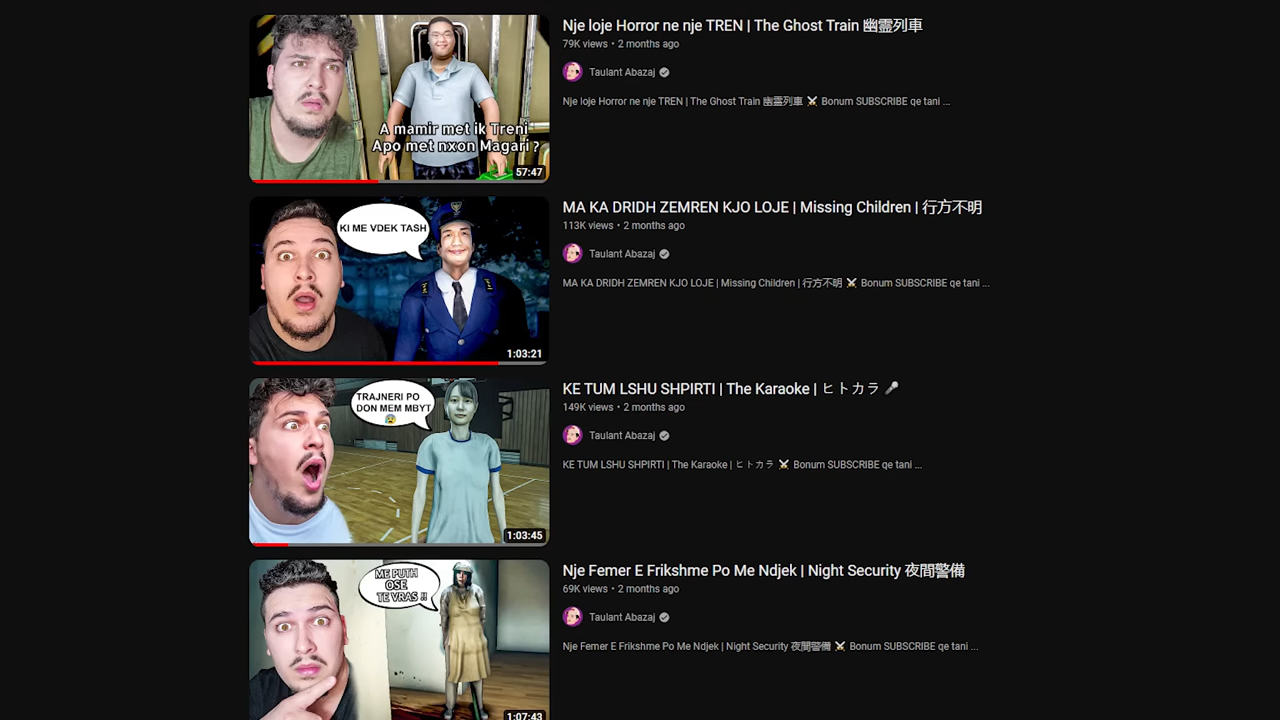 Nje loje Horror ne nje TREN | The Ghost Train 幽霊列車
79K views • 2 months ago
Taulant Abazaj
Nje loje Horror ne nje TREN | The Ghost Train 幽霊列車 ⚔️ Bonum SUBSCRIBE qe tani ...
A mamir met ik Treni
Apo met nxon Magari ?
57:47
MA KA DRIDH ZEMREN KJO LOJE | Missing Children | 行方不明
113K views • 2 months ago
Taulant Abazaj
MA KA DRIDH ZEMREN KJO LOJE | Missing Children | 行方不明 ⚔️ Bonum SUBSCRIBE qe tani ...
KI ME VDEK TASH
1:03:21
KE TUM LSHU SHPIRTI | The Karaoke | ヒトカラ 🎤
149K views • 2 months ago
Taulant Abazaj
KE TUM LSHU SHPIRTI | The Karaoke | ヒトカラ ⚔️ Bonum SUBSCRIBE qe tani ...
TRAJNERI PO
DON MEM MBYT
😰
1:03:45
Nje Femer E Frikshme Po Me Ndjek | Night Security 夜間警備
69K views • 2 months ago
Taulant Abazaj
Nje Femer E Frikshme Po Me Ndjek | Night Security 夜間警備 ⚔️ Bonum SUBSCRIBE qe tani ...
ME PUTH
OSE
TE VRAS !!
1:07:43